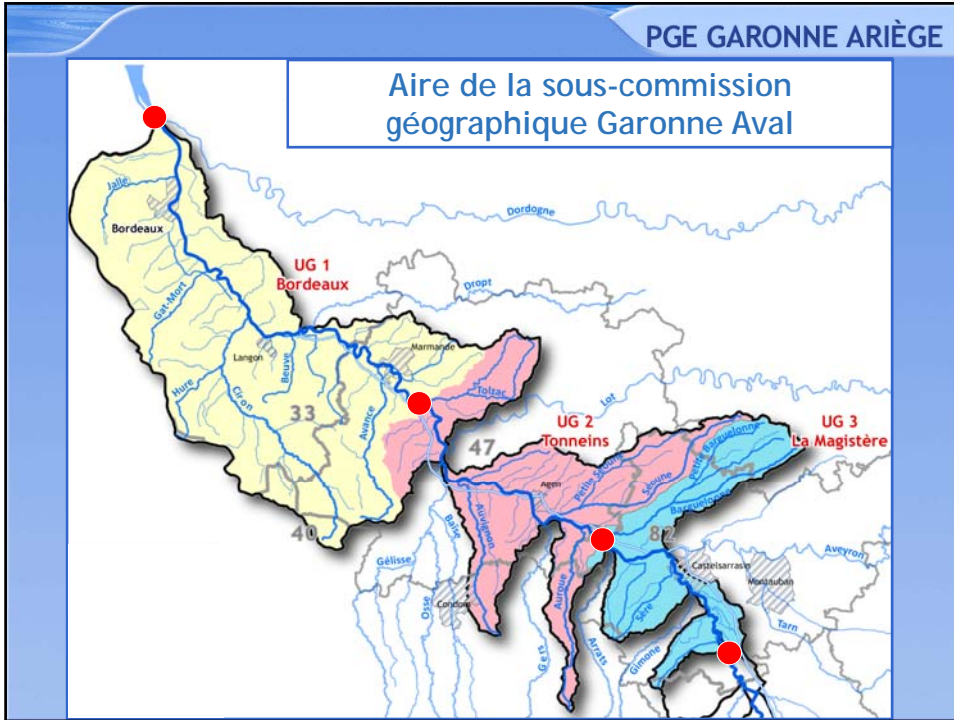 PGE GARONNE ARIÈGE
Aire de la sous-commission
géographique Garonne Aval
Jalle
Bordeaux
Dordogne
UG 1
Bordeaux
Gat-Mort
Dropt
Langon
Beuve
Marmande
Hure
Ciron
Avance
Tolzac
33
Lot
UG 2
Tonneins
UG 3
La Magistère
47
Petite Séoune
Séoune
Petite Barguelonne
Barguelonne
Agen
40
Baïse
Auvignon
82
Aveyron
Gélisse
Osse
Condom
Auroue
Castelsarrasin
Montauban
Sère
Tarn
Gers
Arrats
Gimone